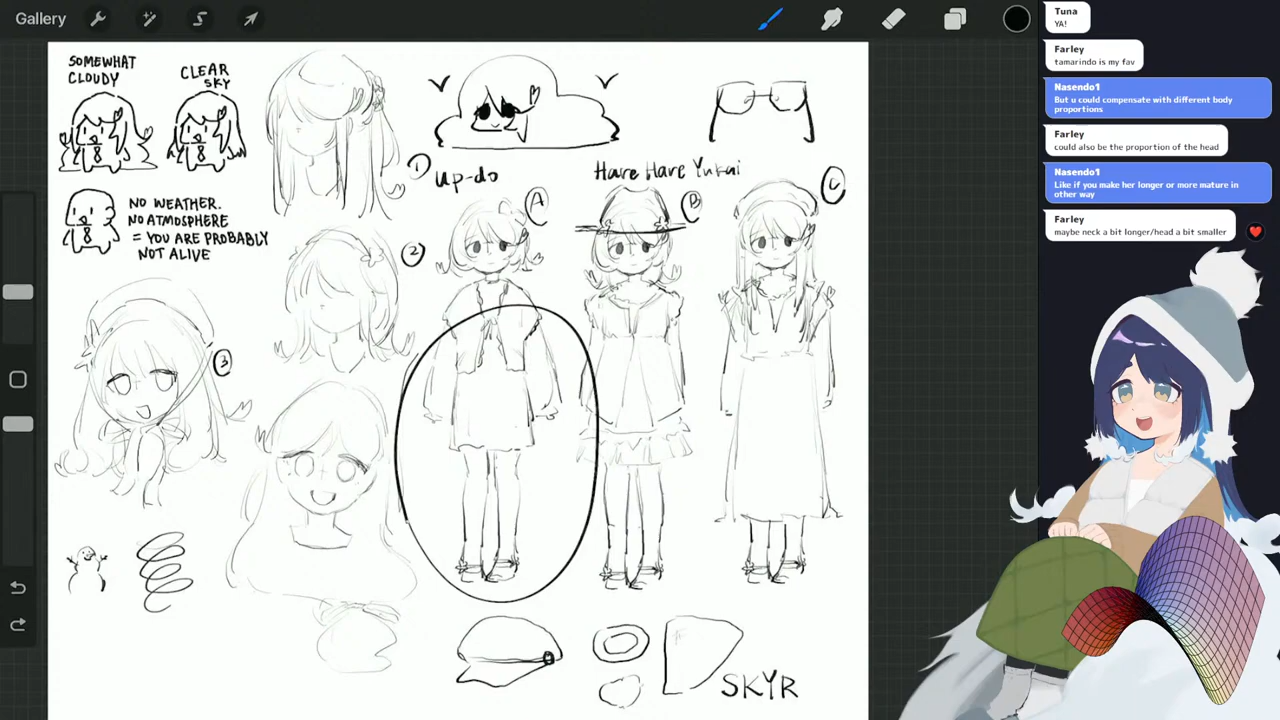 Gallery
SOMEWHAT
CLOUDY
CLEAR
SKY
NO WEATHER.
NO ATMOSPHERE
= YOU ARE PROBABLY
NOT ALIVE
1
Up-do
Hare Hare Yukai
A
B
C
2
3
SKYR
Tuna
YA!
Farley
tamarindo is my fav
Nasendo1
But u could compensate with different body
proportions
Farley
could also be the proportion of the head
Nasendo1
Like if you make her longer or more mature in
other way
Farley
maybe neck a bit longer/head a bit smaller